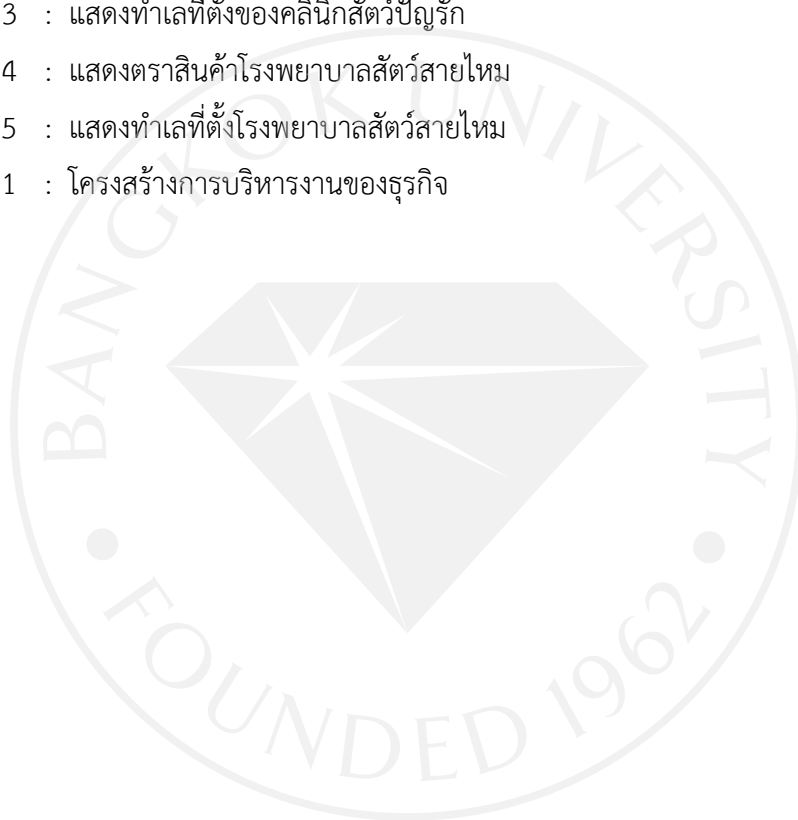 3 : แสดงทำเลที่ตั้งของคลินิกสัตว์ปัญรัก
4 : แสดงตราสินค้าโรงพยาบาลสัตว์สายไหม
5 : แสดงทำเลที่ตั้งโรงพยาบาลสัตว์สายไหม
1 : โครงสร้างการบริหารงานของธุรกิจ
BANGKOK UNIVERSITY
FOUNDED 1962